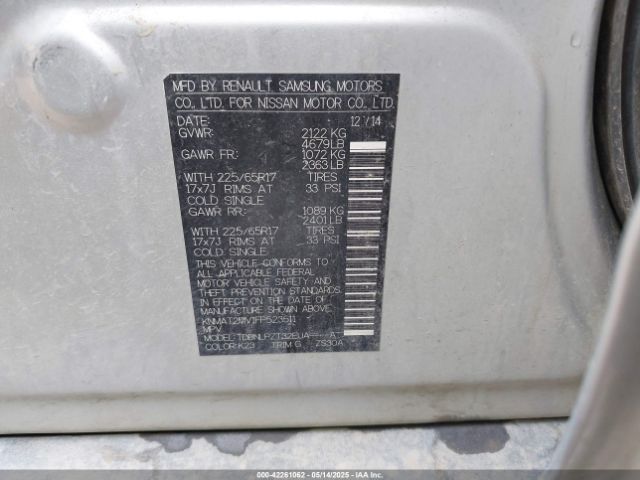 MFD BY RENAULT SAMSUNG MOTORS
CO., LTD. FOR NISSAN MOTOR CO., LTD.
DATE: 12/14
GVWR: 2122 KG
4679LB
GAWR FR: 1072 KG
2363LB
WITH 225/65R17 TIRES
17x7J RIMS AT 33 PSI
COLD SINGLE
GAWR RR: 1089 KG
2401LB
WITH 225/65R17 TIRES
17x7J RIMS AT 33 PSI
COLD SINGLE
THIS VEHICLE CONFORMS TO
ALL APPLICABLE FEDERAL
MOTOR VEHICLE SAFETY AND
THEFT PREVENTION STANDARDS
IN EFFECT ON THE DATE OF
MANUFACTURE SHOWN ABOVE.
KNMAT2MV1FP523511
MPV
MODEL: TDBNLPZT32EUA-----A
COLOR: K23 TRIM: G ZS30A
000-42261062 - 05/14/2025 - IAA Inc.